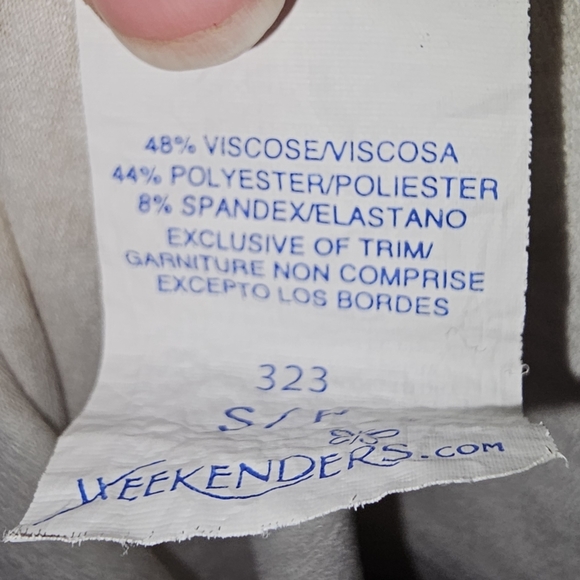 48% VISCOSE/VISCOSA
44% POLYESTER/POLIESTER
8% SPANDEX/ELASTANO
EXCLUSIVE OF TRIM/
GARNITURE NON COMPRISE
EXCEPTO LOS BORDES
323
S/P
WEEKENDERS.COM